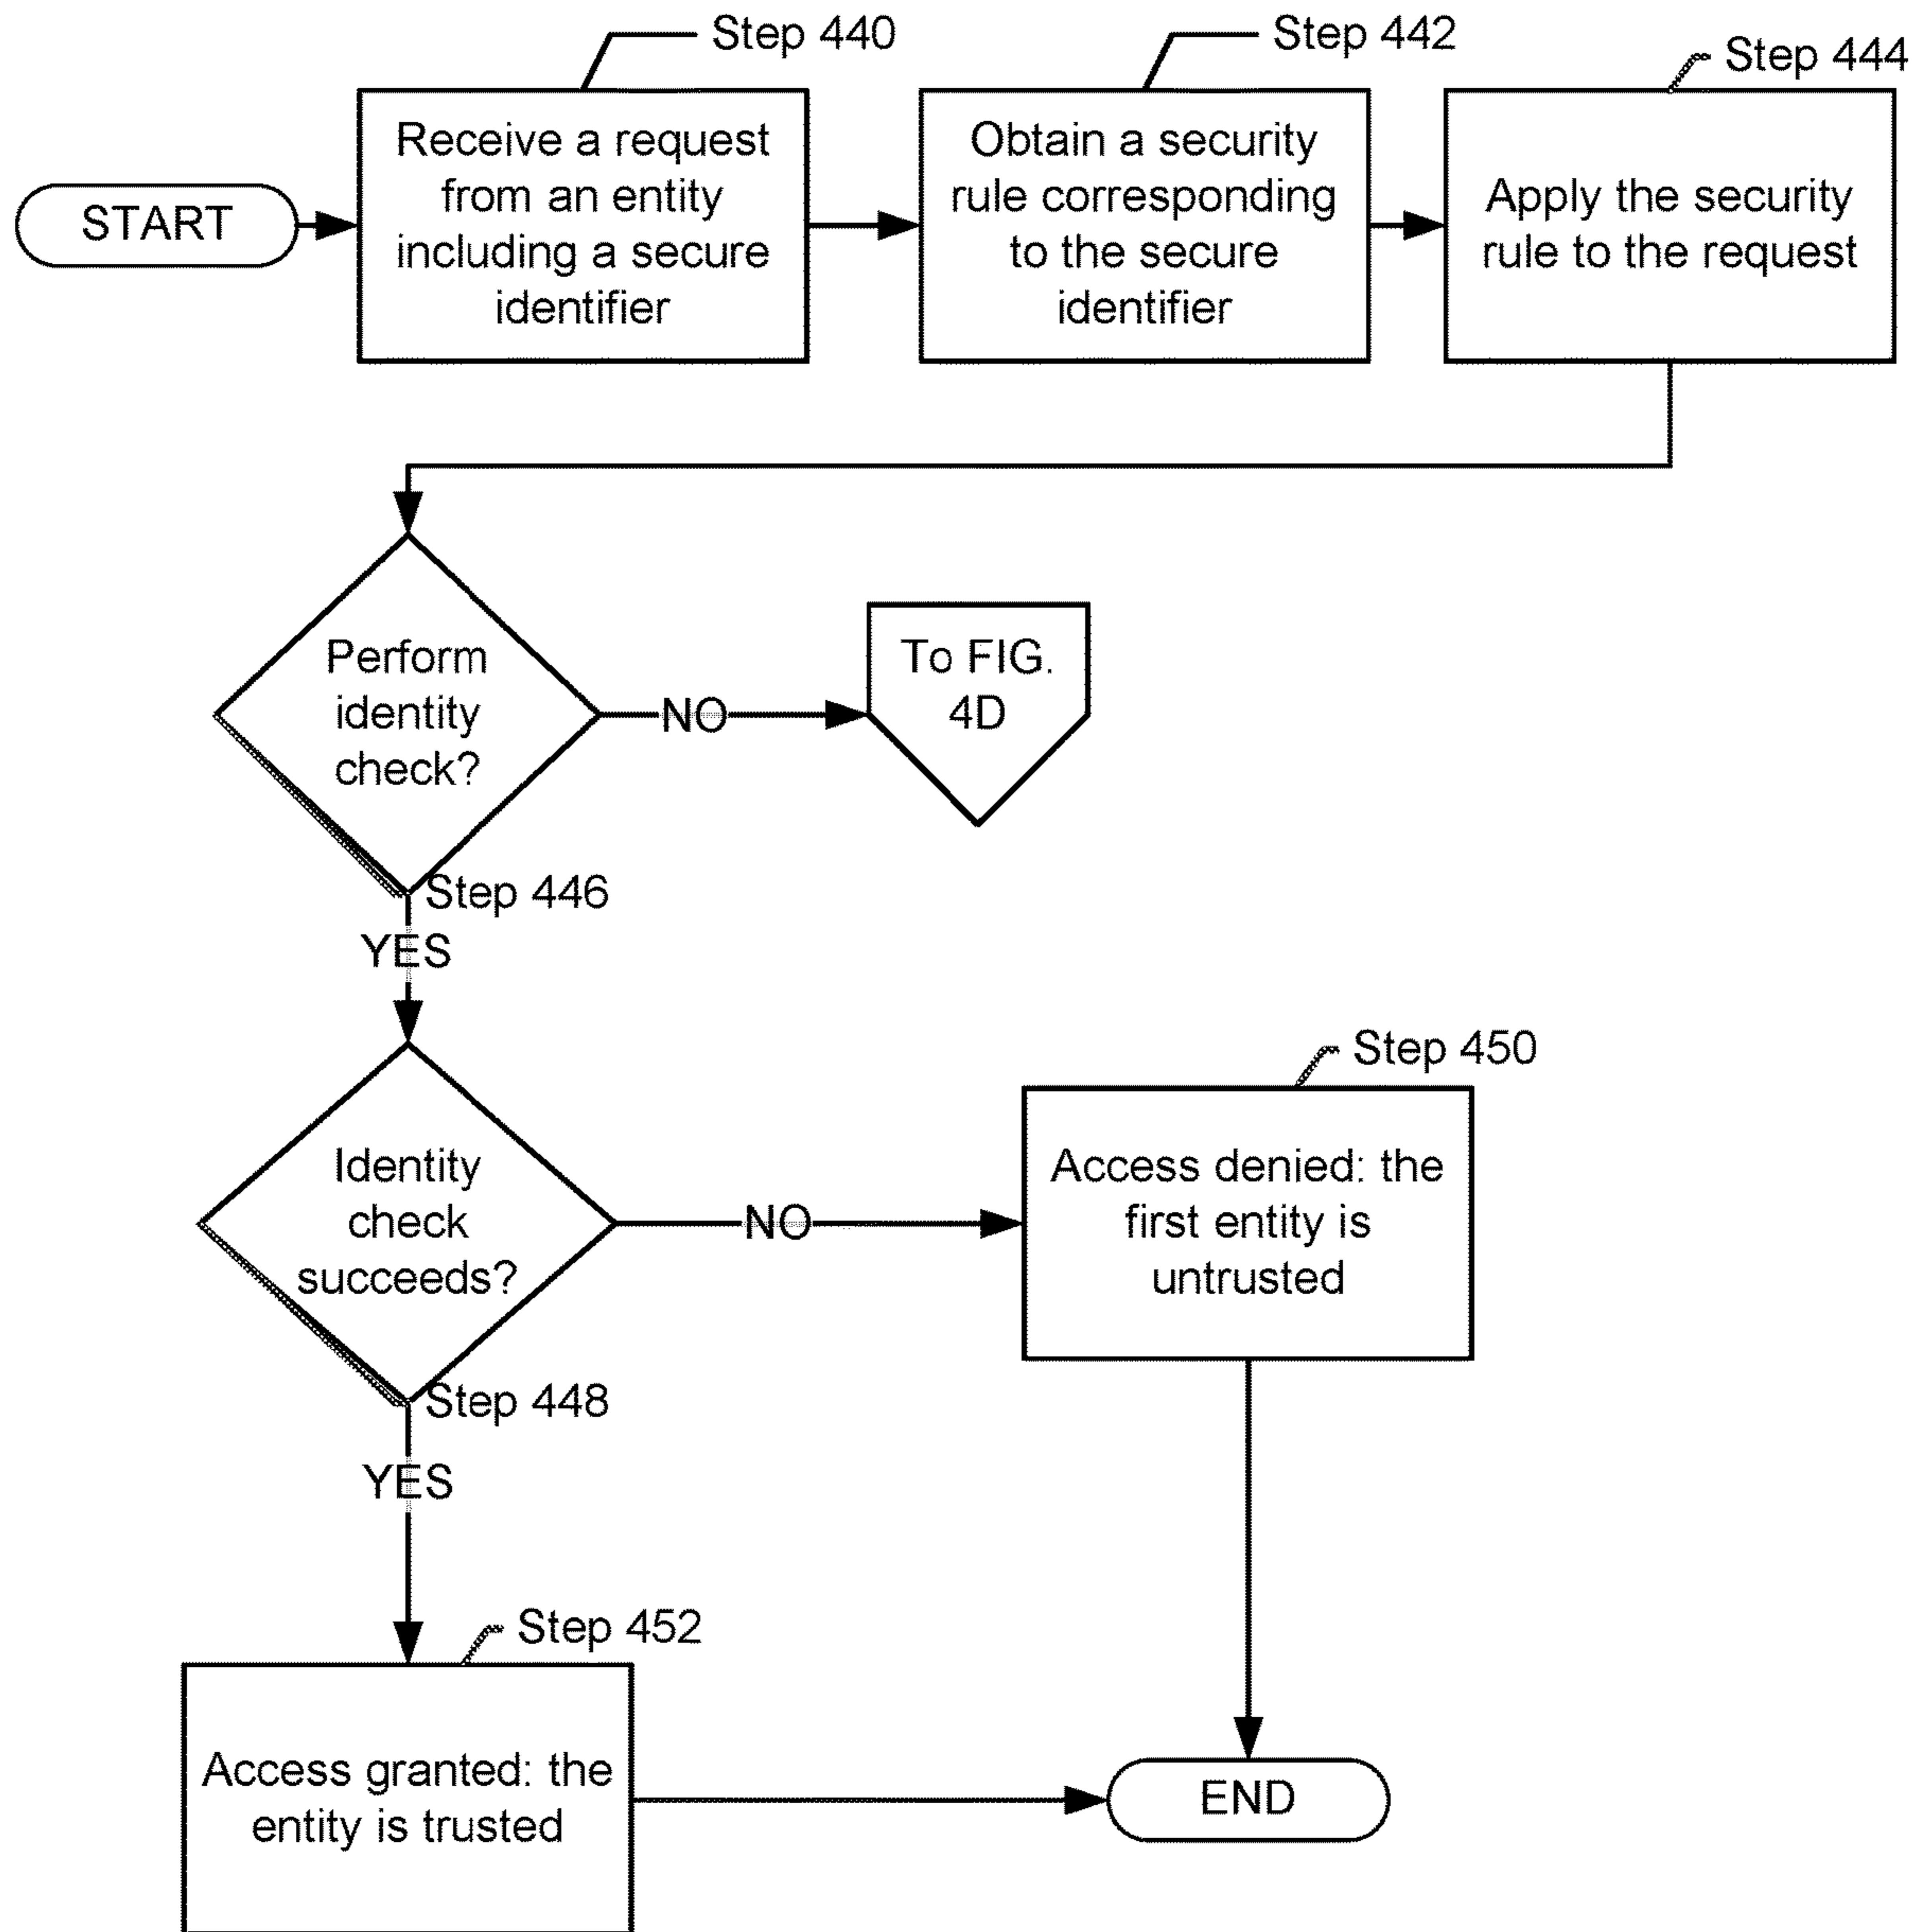 Step 440
Step 442
Step 444
START
Receive a request
from an entity
including a secure
identifier
Obtain a security
rule corresponding
to the secure
identifier
Apply the security
rule to the request
Perform
identity
check?
NO
To FIG.
4D
Step 446
YES
Identity
check
succeeds?
NO
Step 450
Access denied: the
first entity is
untrusted
Step 448
YES
Step 452
Access granted: the
entity is trusted
END